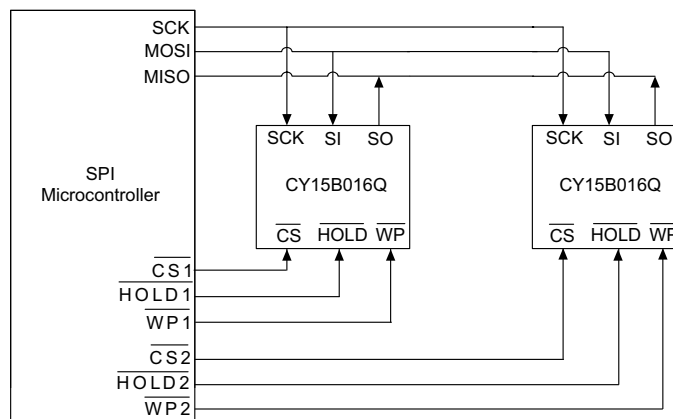 SCK
MOSI
MISO
SCK SI SO
SCK SI SO
SPI
Microcontroller
CY15B016Q
CY15B016Q
CS HOLD WP
CS HOLD WP
CS1
HOLD1
WP1
CS2
HOLD2
WP2